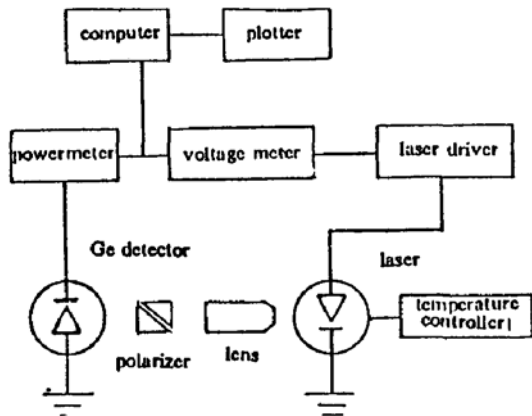 computer
plotter
powermeter
voltage meter
laser driver
Ge detector
laser
temperature
controller
polarizer
lens